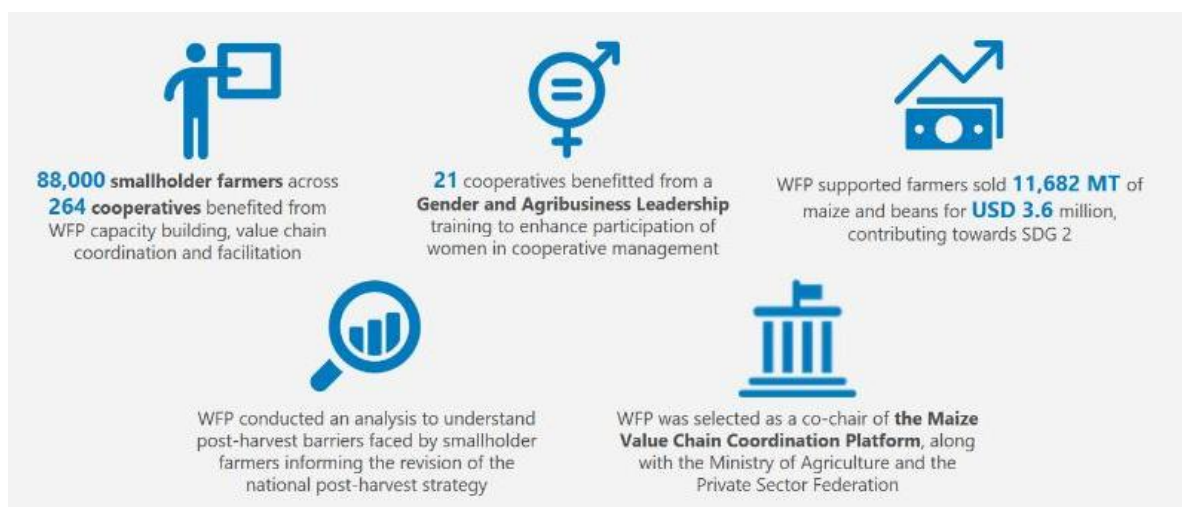 88,000 smallholder farmers across
264 cooperatives benefited from
WFP capacity building, value chain
coordination and facilitation
21 cooperatives benefitted from a
Gender and Agribusiness Leadership
training to enhance participation of
women in cooperative management
WFP supported farmers sold 11,682 MT of
maize and beans for USD 3.6 million,
contributing towards SDG 2
WFP conducted an analysis to understand
post-harvest barriers faced by smallholder
farmers informing the revision of the
national post-harvest strategy
WFP was selected as a co-chair of the Maize
Value Chain Coordination Platform, along
with the Ministry of Agriculture and the
Private Sector Federation